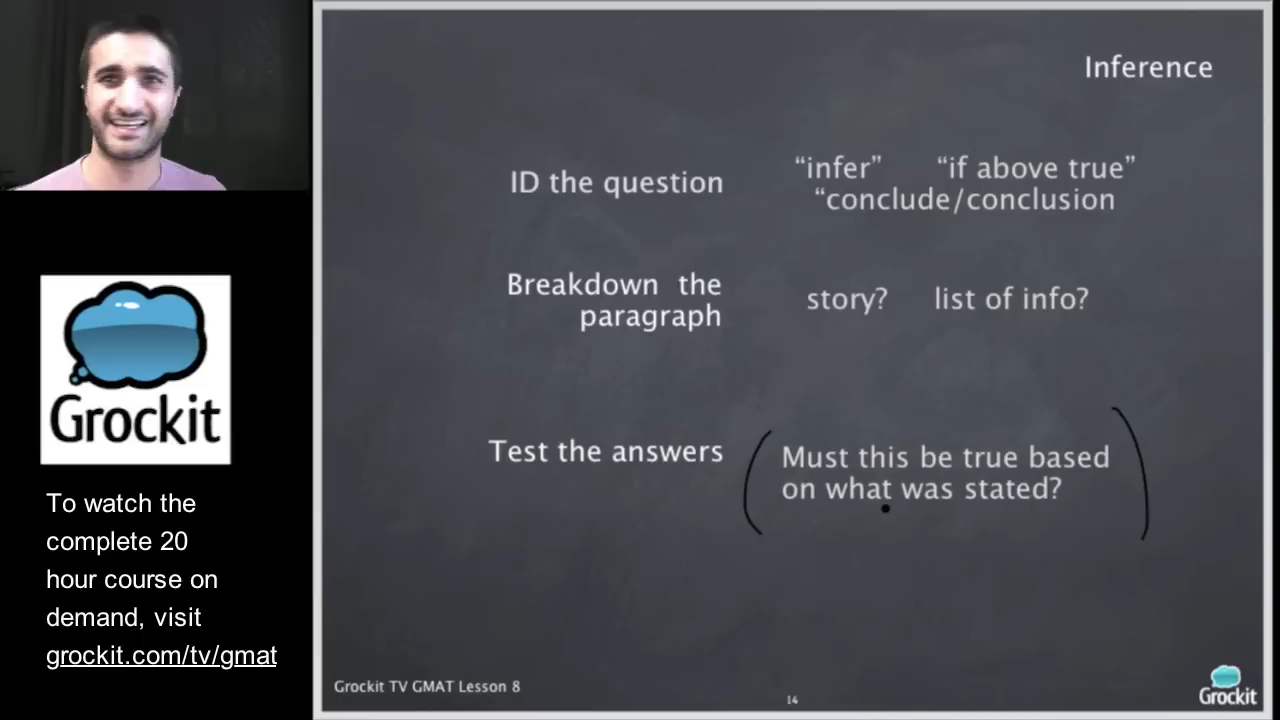 Inference
ID the question
“infer” “if above true”
“conclude/conclusion
Breakdown the
paragraph
story? list of info?
Test the answers
Must this be true based
on what was stated?
Grockit TV GMAT Lesson 8
14
Grockit
Grockit
To watch the
complete 20
hour course on
demand, visit
grockit.com/tv/gmat